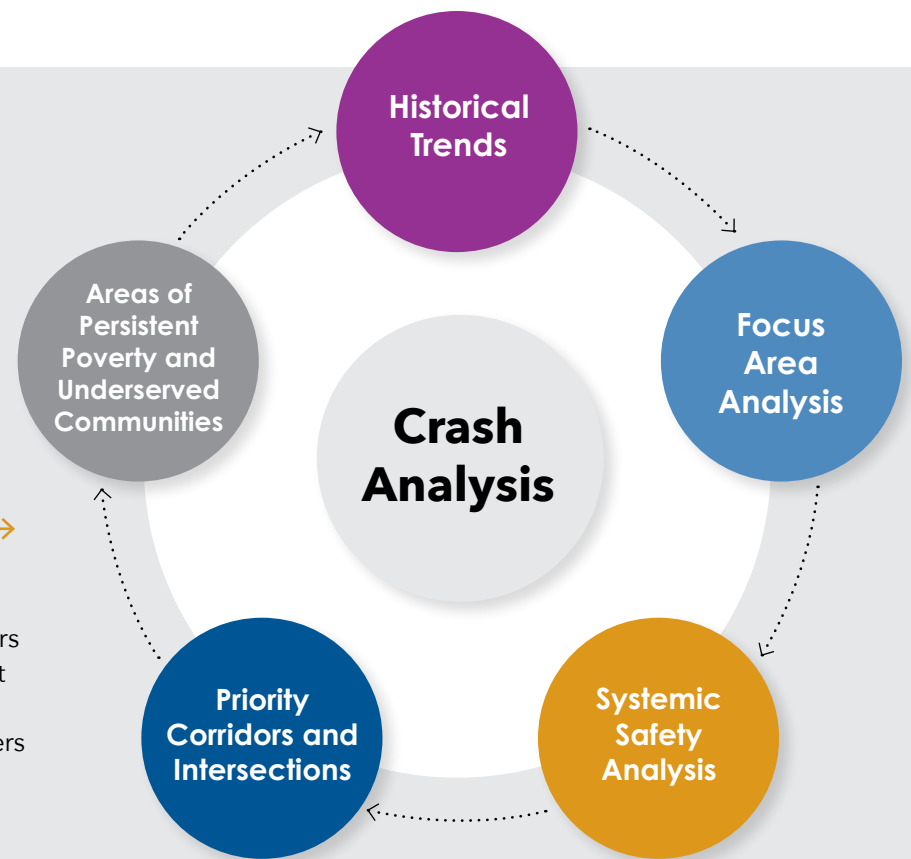 Historical
Trends
Focus
Area
Analysis
Systemic
Safety
Analysis
Priority
Corridors and
Intersections
Areas of
Persistent
Poverty and
Underserved
Communities
Crash
Analysis